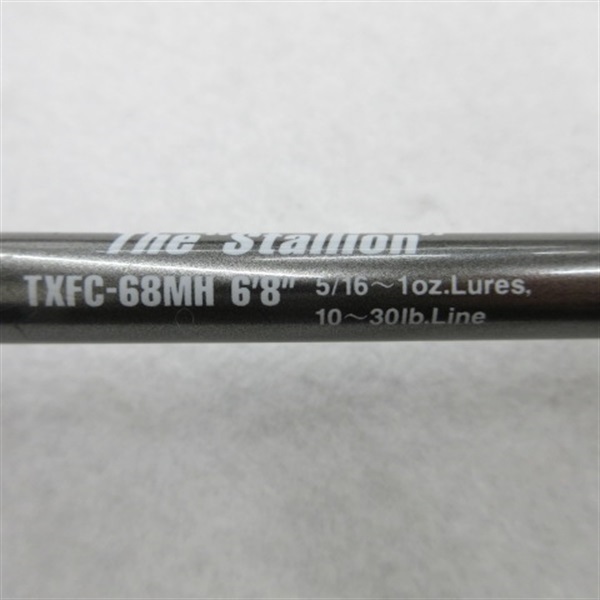 The "Stallion"
TXFC-68MH 6'8" 5/16~1oz.Lures,
10~30lb.Line